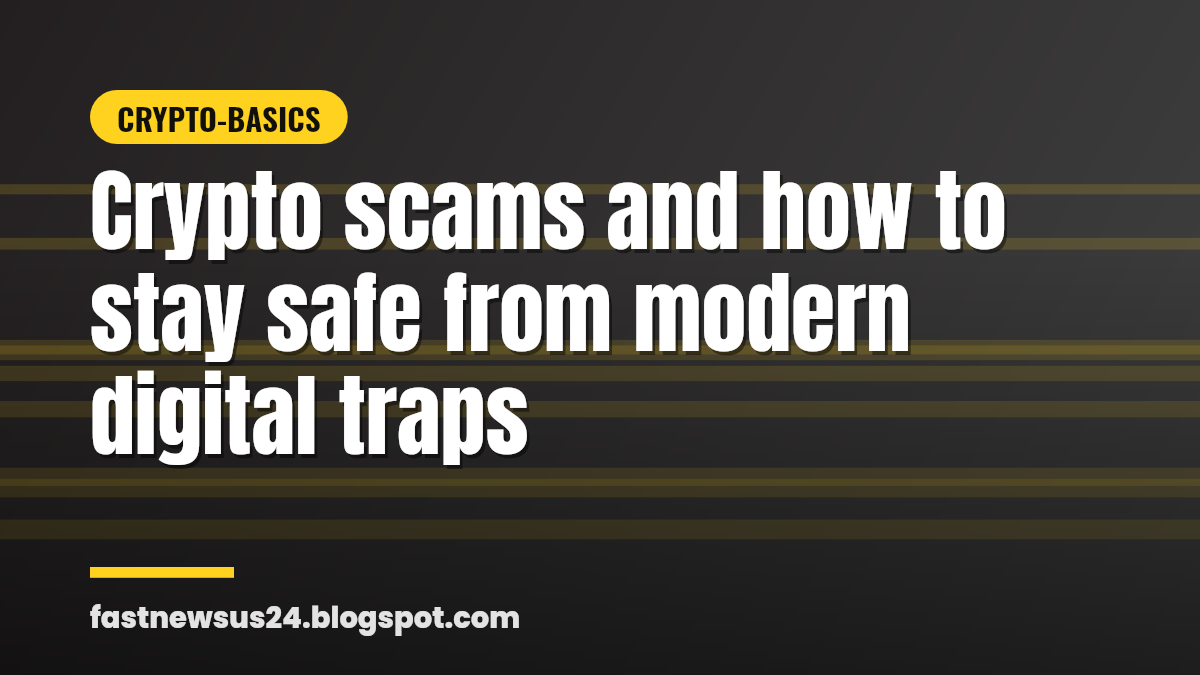 CRYPTO-BASICS
Crypto scams and how to
stay safe from modern
digital traps
fastnewsus24.blogspot.com